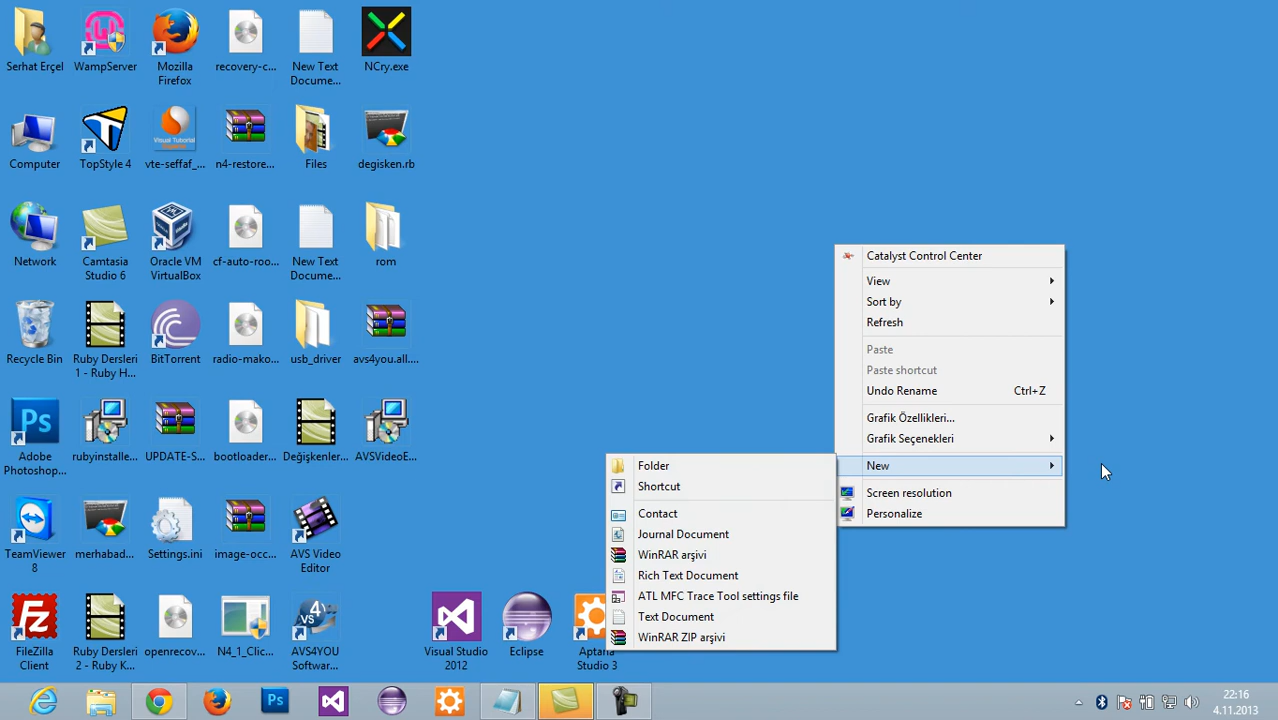 Serhat Erçel
WampServer
Mozilla
Firefox
recovery-c...
New Text
Docume...
NCry.exe
Computer
TopStyle 4
Visual Tutorial
vte-seffaf_...
n4-restore...
Files
degisken.rb
Network
Camtasia
Studio 6
Oracle VM
VirtualBox
cf-auto-roo...
New Text
Docume...
rom
Recycle Bin
Ruby Dersleri
1 - Ruby H...
BitTorrent
radio-mako...
usb_driver
avs4you.all....
Ps
Adobe
Photoshop...
rubyinstalle...
UPDATE-S...
bootloader...
Değişkenler...
AVSVideoE...
TeamViewer
8
merhabad...
Settings.ini
image-occ...
AVS Video
Editor
Fz
FileZilla
Client
Ruby Dersleri
2 - Ruby K...
openrecov...
N4_1_Clic...
AVS4YOU
Softwar...
Visual Studio
2012
Eclipse
Aptana
Studio 3
Catalyst Control Center
View
Sort by
Refresh
Paste
Paste shortcut
Undo Rename Ctrl+Z
Grafik Özellikleri...
Grafik Seçenekleri
New
Screen resolution
Personalize
Folder
Shortcut
Contact
Journal Document
WinRAR arşivi
Rich Text Document
ATL MFC Trace Tool settings file
Text Document
WinRAR ZIP arşivi
Ps
22:16
4.11.2013